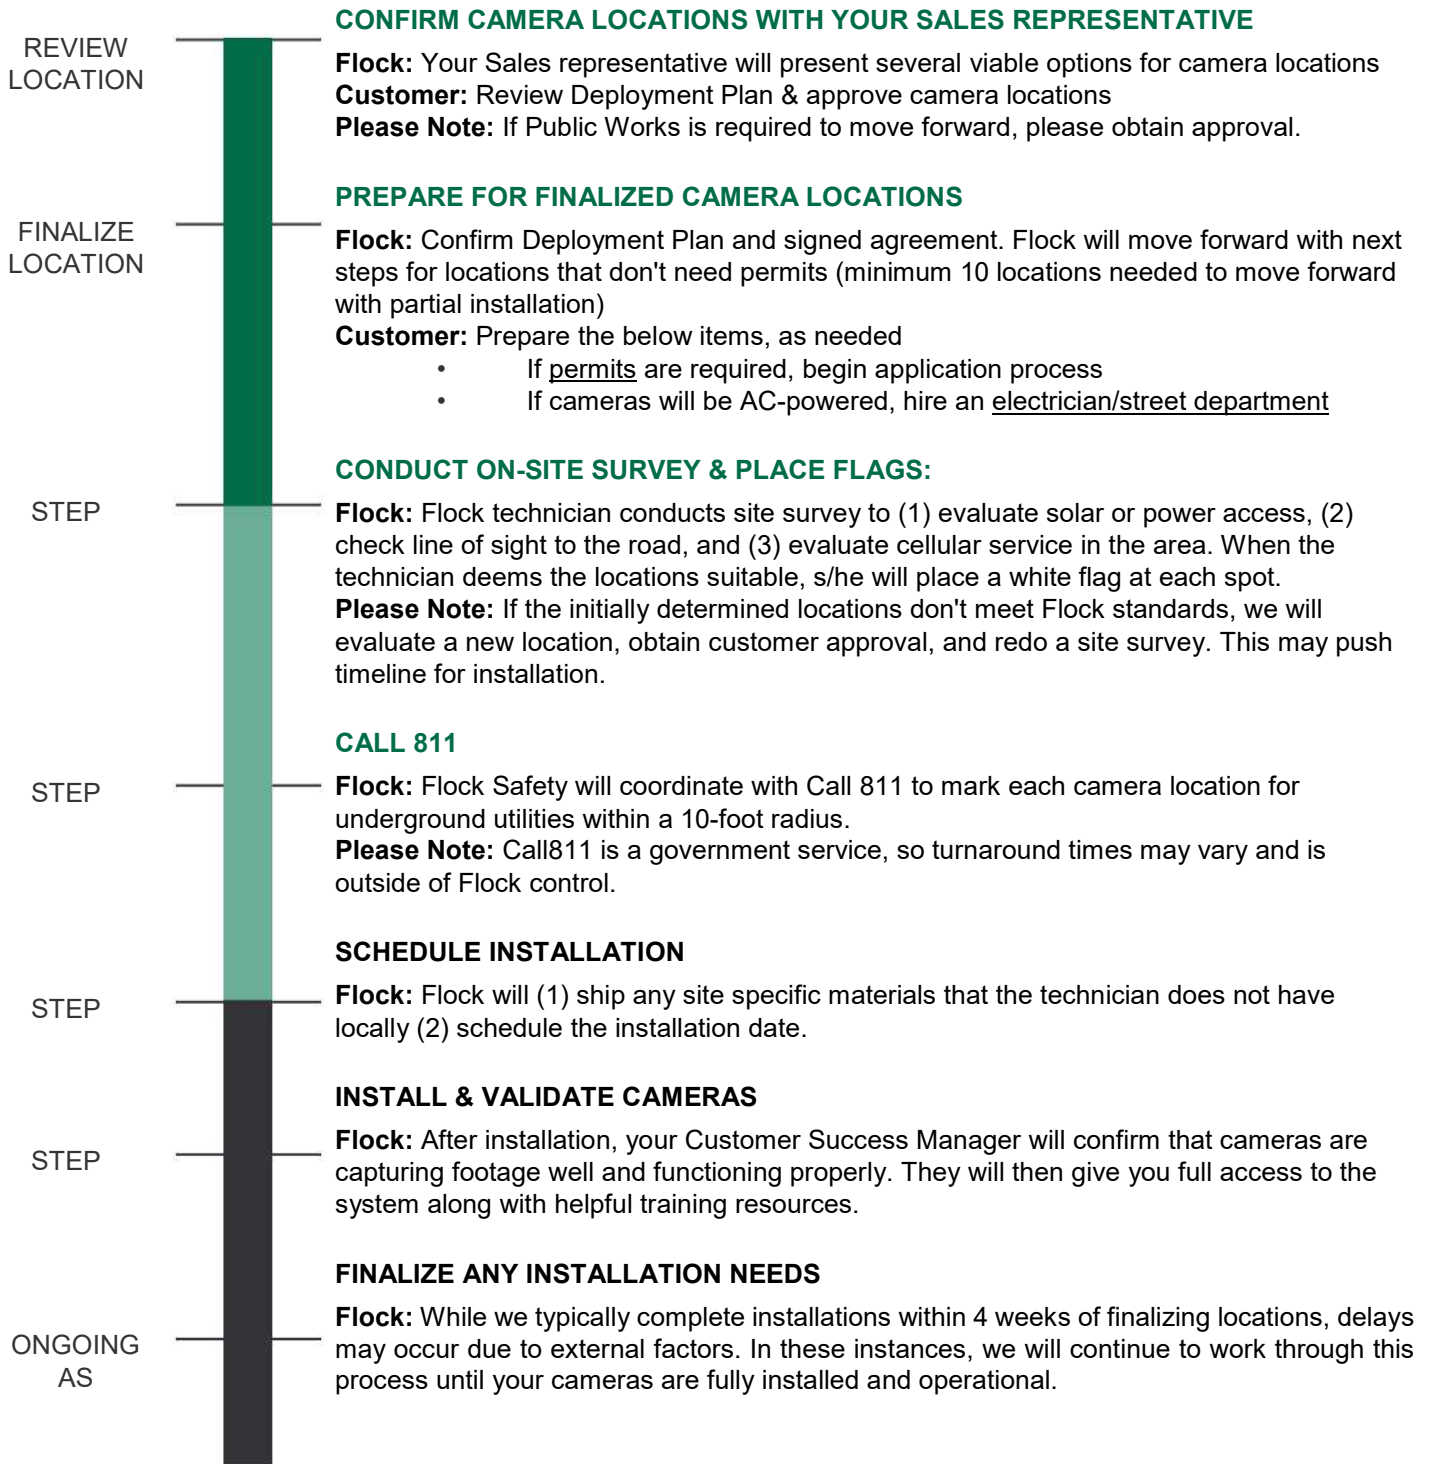 CONFIRM CAMERA LOCATIONS WITH YOUR SALES REPRESENTATIVE
REVIEW
LOCATION
Flock: Your Sales representative will present several viable options for camera locations
Customer: Review Deployment Plan & approve camera locations
Please Note: If Public Works is required to move forward, please obtain approval.
PREPARE FOR FINALIZED CAMERA LOCATIONS
FINALIZE
LOCATION
Flock: Confirm Deployment Plan and signed agreement. Flock will move forward with next
steps for locations that don't need permits (minimum 10 locations needed to move forward
with partial installation)
Customer: Prepare the below items, as needed
• If permits are required, begin application process
• If cameras will be AC-powered, hire an electrician/street department
CONDUCT ON-SITE SURVEY & PLACE FLAGS:
STEP
Flock: Flock technician conducts site survey to (1) evaluate solar or power access, (2)
check line of sight to the road, and (3) evaluate cellular service in the area. When the
technician deems the locations suitable, s/he will place a white flag at each spot.
Please Note: If the initially determined locations don't meet Flock standards, we will
evaluate a new location, obtain customer approval, and redo a site survey. This may push
timeline for installation.
CALL 811
STEP
Flock: Flock Safety will coordinate with Call 811 to mark each camera location for
underground utilities within a 10-foot radius.
Please Note: Call811 is a government service, so turnaround times may vary and is
outside of Flock control.
SCHEDULE INSTALLATION
STEP
Flock: Flock will (1) ship any site specific materials that the technician does not have
locally (2) schedule the installation date.
INSTALL & VALIDATE CAMERAS
STEP
Flock: After installation, your Customer Success Manager will confirm that cameras are
capturing footage well and functioning properly. They will then give you full access to the
system along with helpful training resources.
FINALIZE ANY INSTALLATION NEEDS
ONGOING
AS
Flock: While we typically complete installations within 4 weeks of finalizing locations, delays
may occur due to external factors. In these instances, we will continue to work through this
process until your cameras are fully installed and operational.